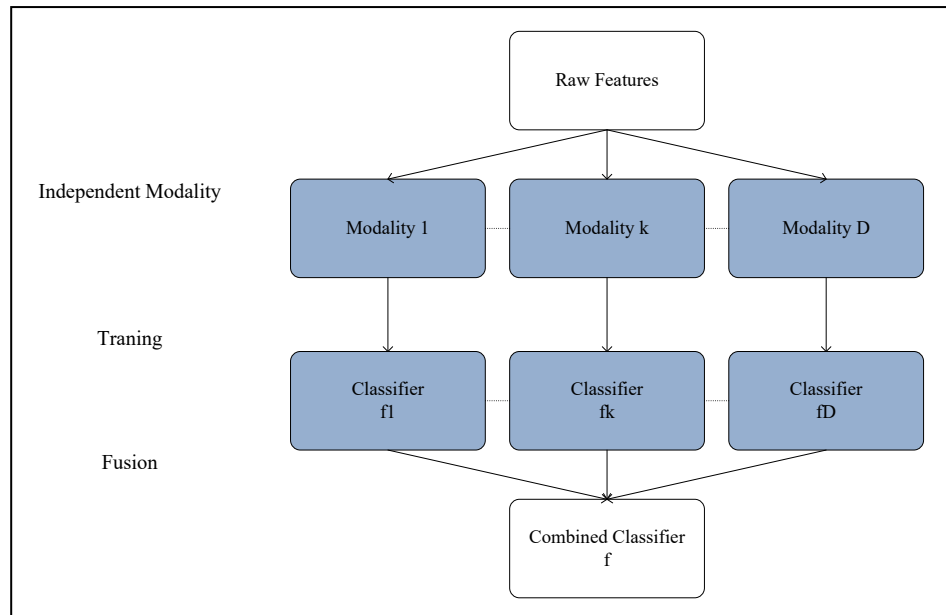 Raw Features
Independent Modality
Modality 1
Modality k
Modality D
Traning
Classifier
f1
Classifier
fk
Classifier
fD
Fusion
Combined Classifier
f